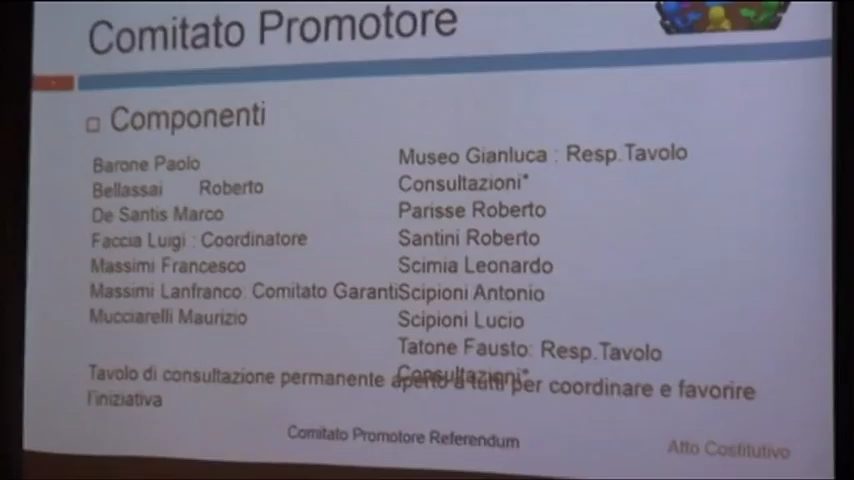 Comitato Promotore
Componenti
Barone Paolo
Bellassai Roberto
De Santis Marco
Faccia Luigi : Coordinatore
Massimi Francesco
Massimi Lanfranco: Comitato Garanti
Mucciarelli Maurizio
Museo Gianluca : Resp.Tavolo
Consultazioni*
Parisse Roberto
Santini Roberto
Scimia Leonardo
Scipioni Antonio
Scipioni Lucio
Tatone Fausto: Resp.Tavolo
Consultazioni*
Tavolo di consultazione permanente aperto a tutti per coordinare e favorire
l'iniziativa
Comitato Promotore Referendum
Atto Costitutivo